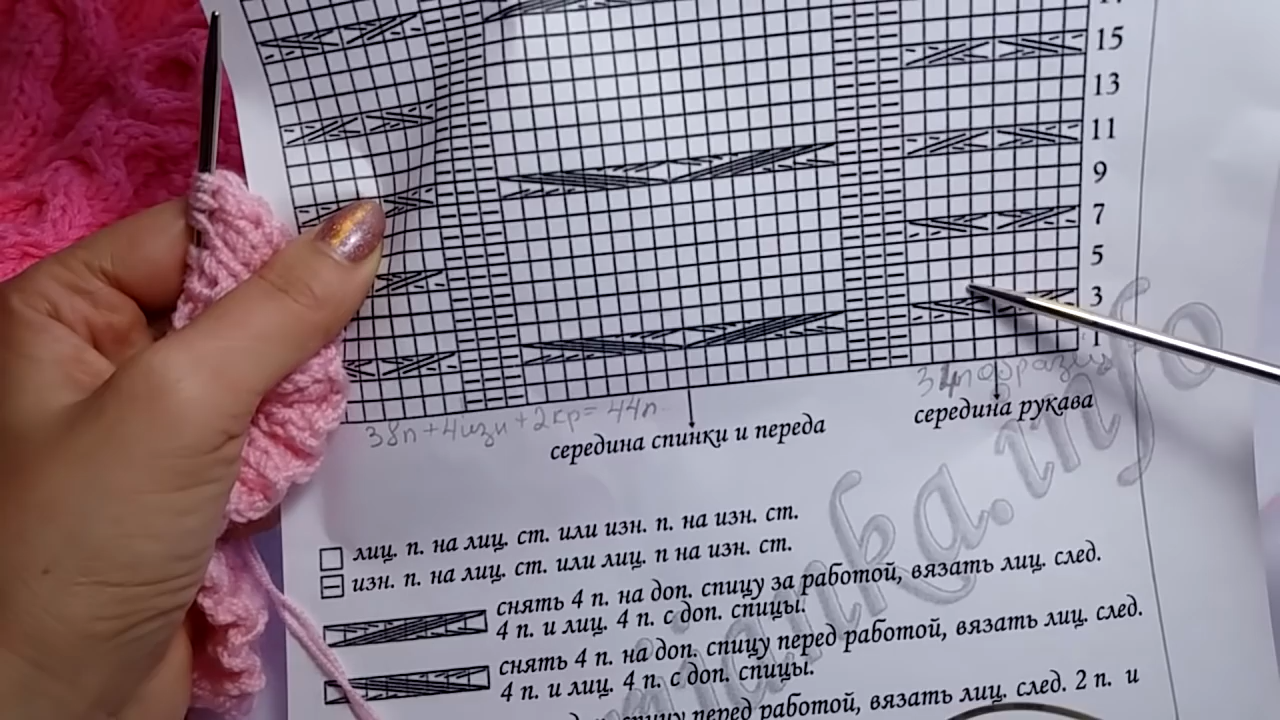 15
13
11
9
7
5
3
1
38п+4изн+2кр=44п
середина спинки и переда
середина рукава
лиц. п. на лиц. ст. или изн. п. на изн. ст.
изн. п. на лиц. ст. или лиц. п на изн. ст.
снять 4 п. на доп. спицу за работой, вязать лиц. след.
4 п. и лиц. 4 п. с доп. спицы.
снять 4 п. на доп. спицу перед работой, вязать лиц. след.
4 п. и лиц. 4 п. с доп. спицы.
спицу перед работой, вязать лиц. след. 2 п. и